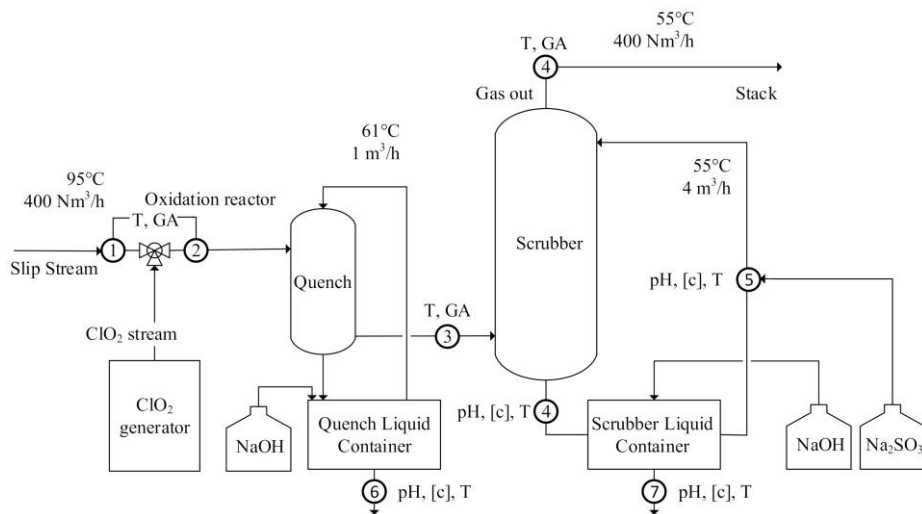 55°C
400 Nm³/h
T, GA
4
Gas out
Stack
61°C
1 m³/h
95°C
400 Nm³/h
Oxidation reactor
T, GA
1
2
Slip Stream
Quench
Scrubber
55°C
4 m³/h
pH, [c], T
5
T, GA
3
ClO₂ stream
ClO₂
generator
NaOH
Quench Liquid
Container
pH, [c], T
4
Scrubber Liquid
Container
NaOH
Na₂SO₃
6
pH, [c], T
7
pH, [c], T